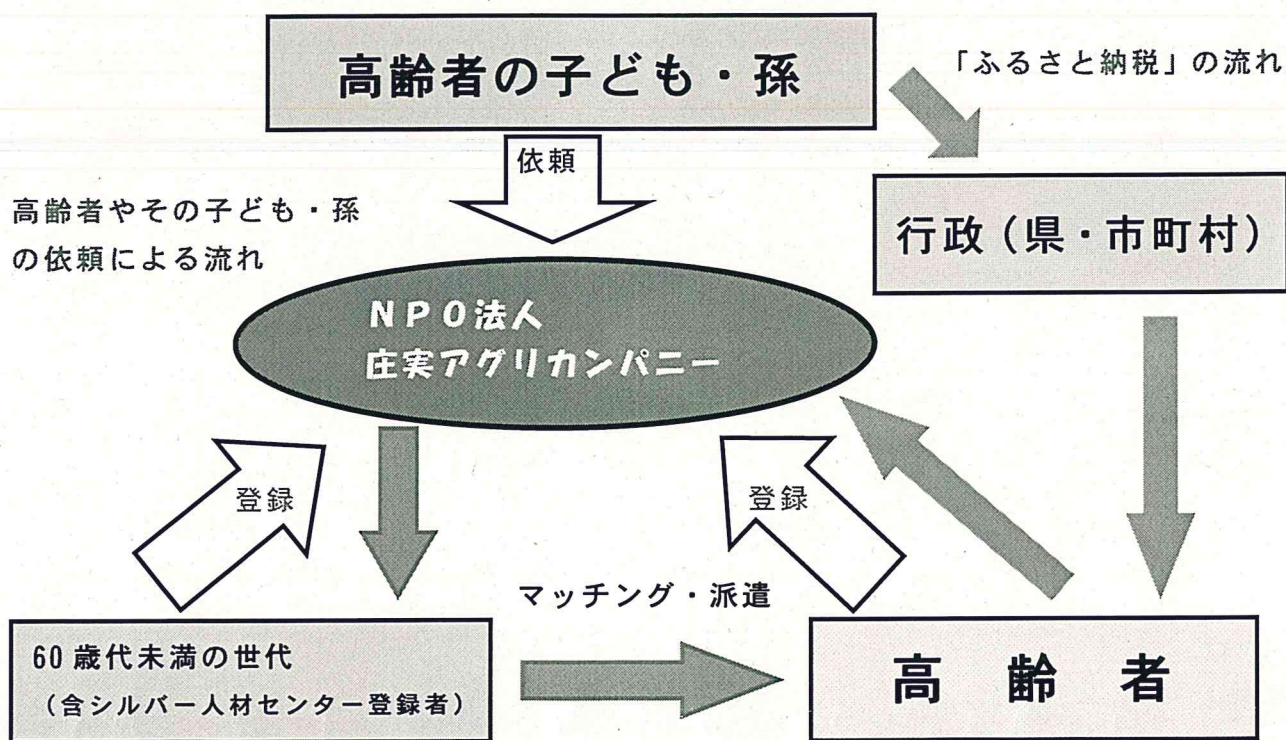 高齢者の子ども・孫
「ふるさと納税」の流れ
依頼
高齢者やその子ども・孫
の依頼による流れ
行政（県・市町村）
ＮＰＯ法人
庄実アグリカンパニー
登録
登録
マッチング・派遣
60歳代未満の世代
（含シルバー人材センター登録者）
高齢者